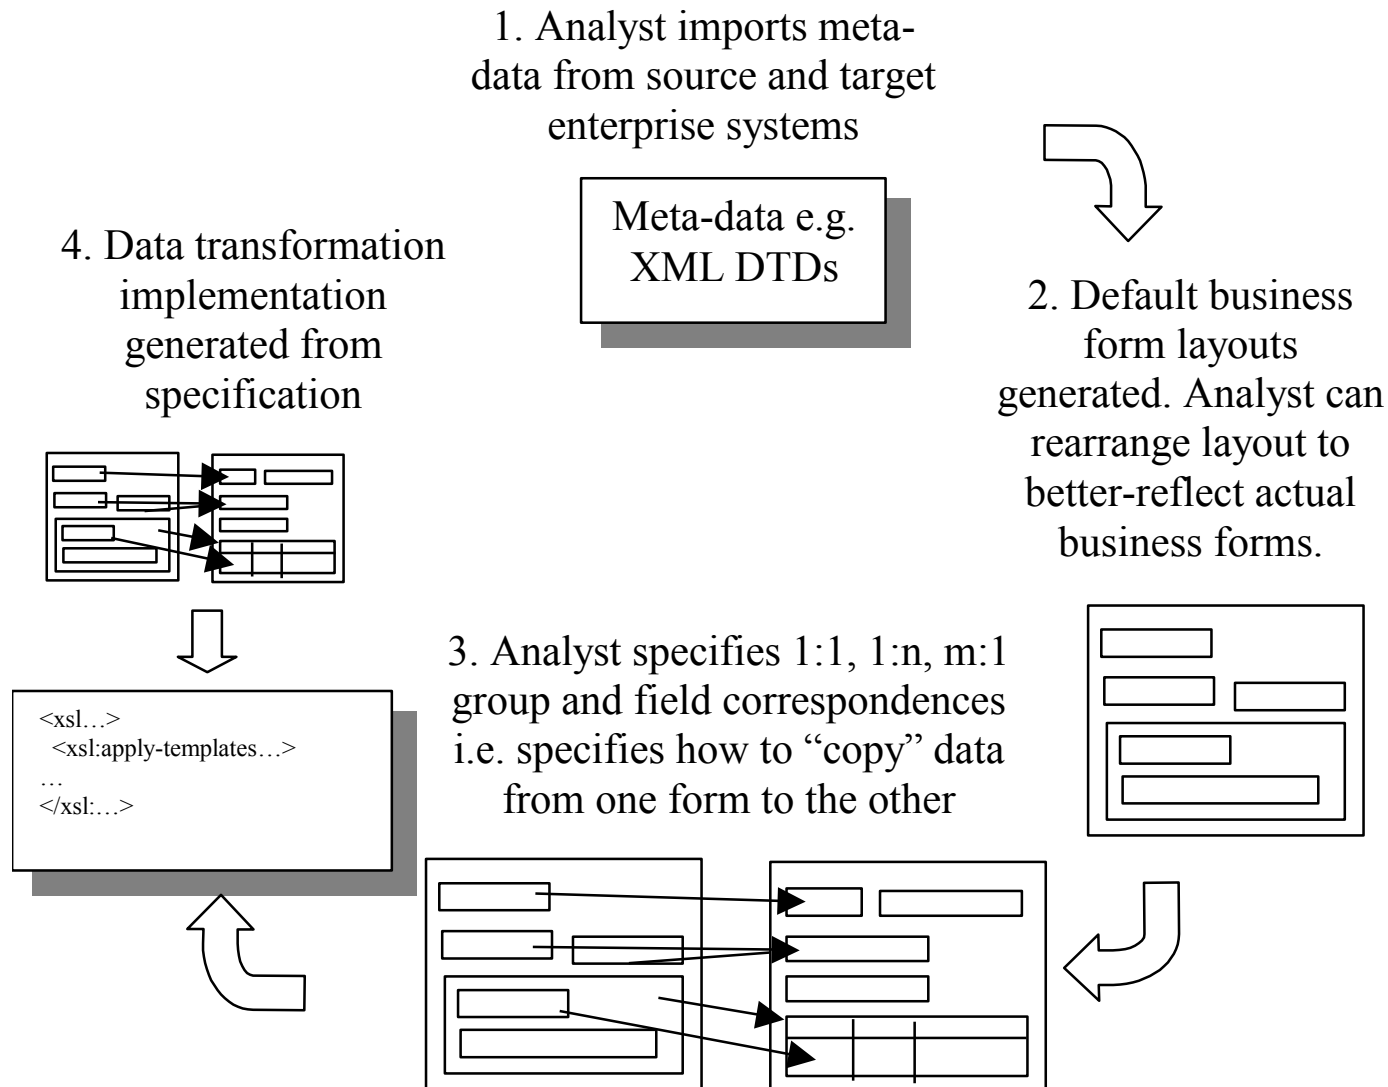 1. Analyst imports meta-
data from source and target
enterprise systems
Meta-data e.g.
XML DTDs
2. Default business
form layouts
generated. Analyst can
rearrange layout to
better-reflect actual
business forms.
3. Analyst specifies 1:1, 1:n, m:1
group and field correspondences
i.e. specifies how to “copy” data
from one form to the other
4. Data transformation
implementation
generated from
specification
<xsl…>
<xsl:apply-templates…>
…
</xsl:…>